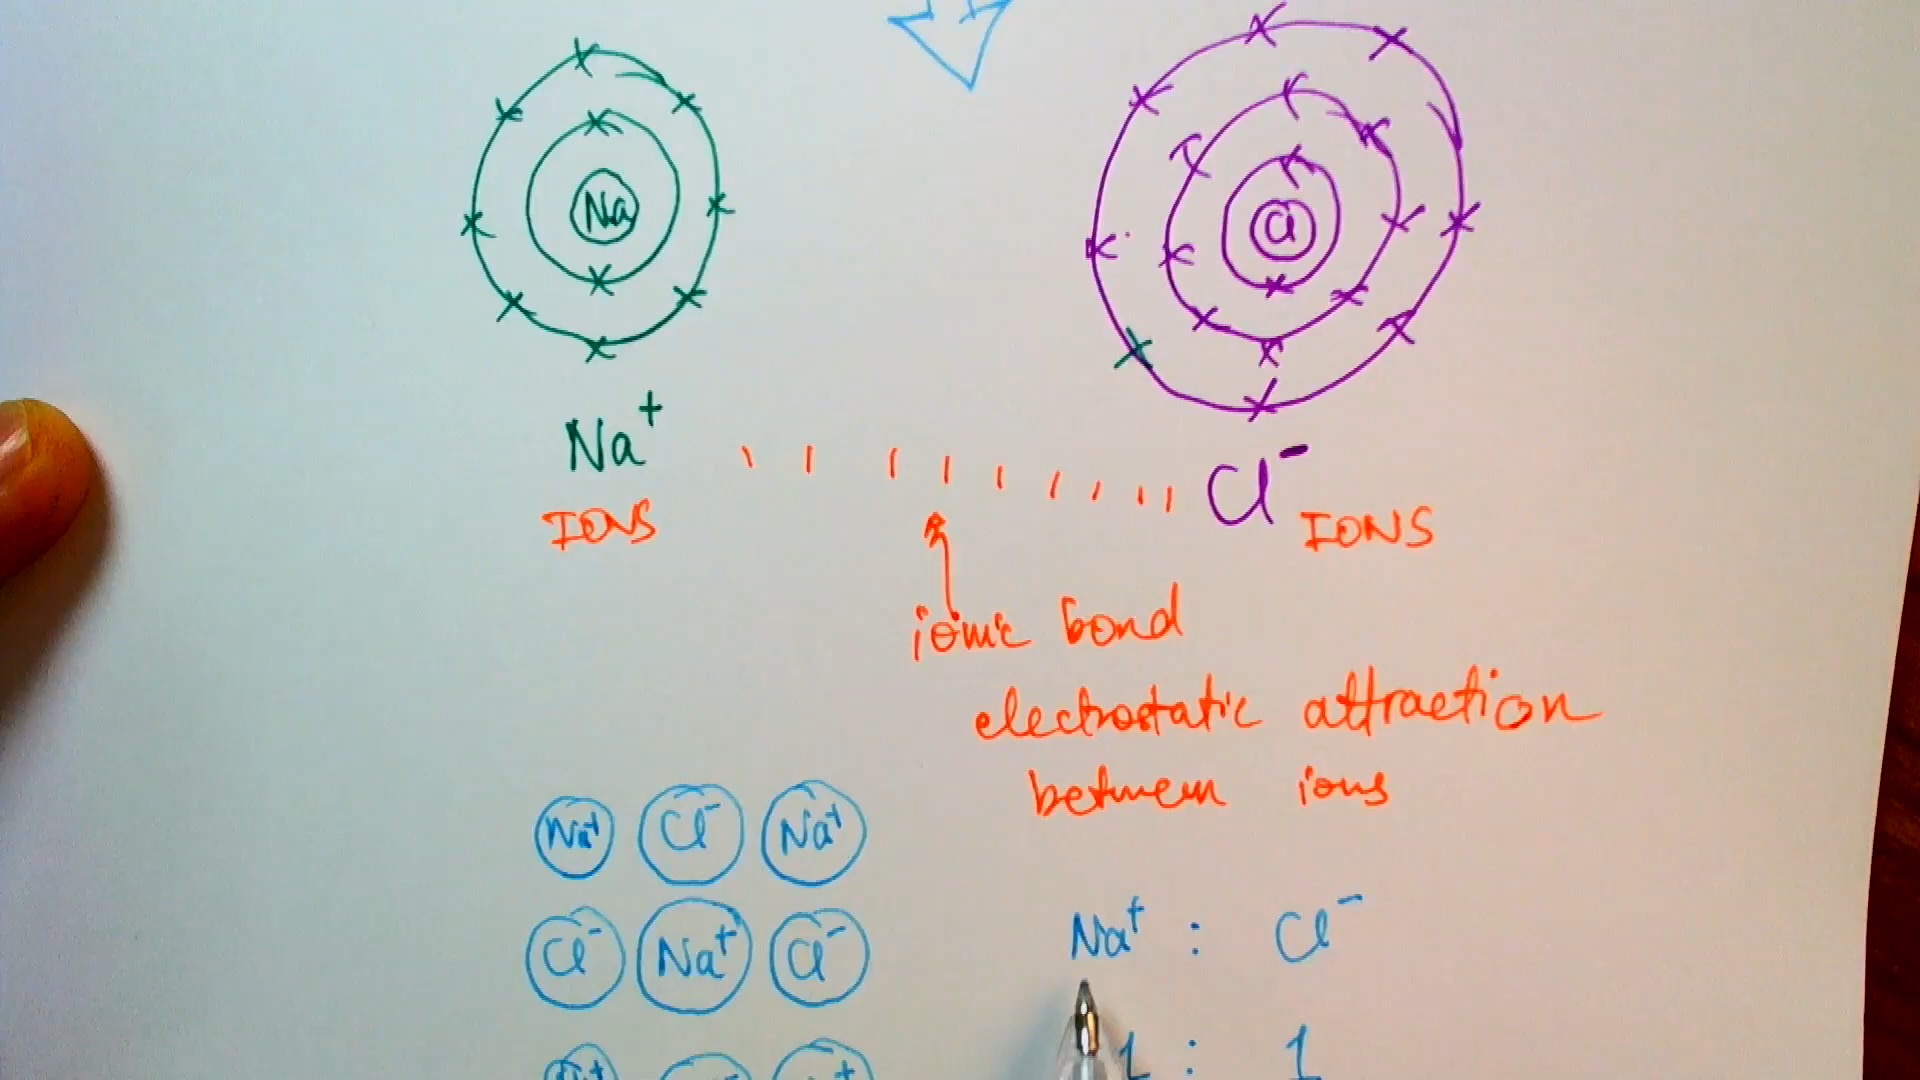 Na
Cl
Na⁺
Cl⁻
IONS
IONS
ionic bond
electrostatic attraction
between ions
Na⁺ Cl⁻ Na⁺
Cl⁻ Na⁺ Cl⁻
Na⁺ : Cl⁻
1 : 1